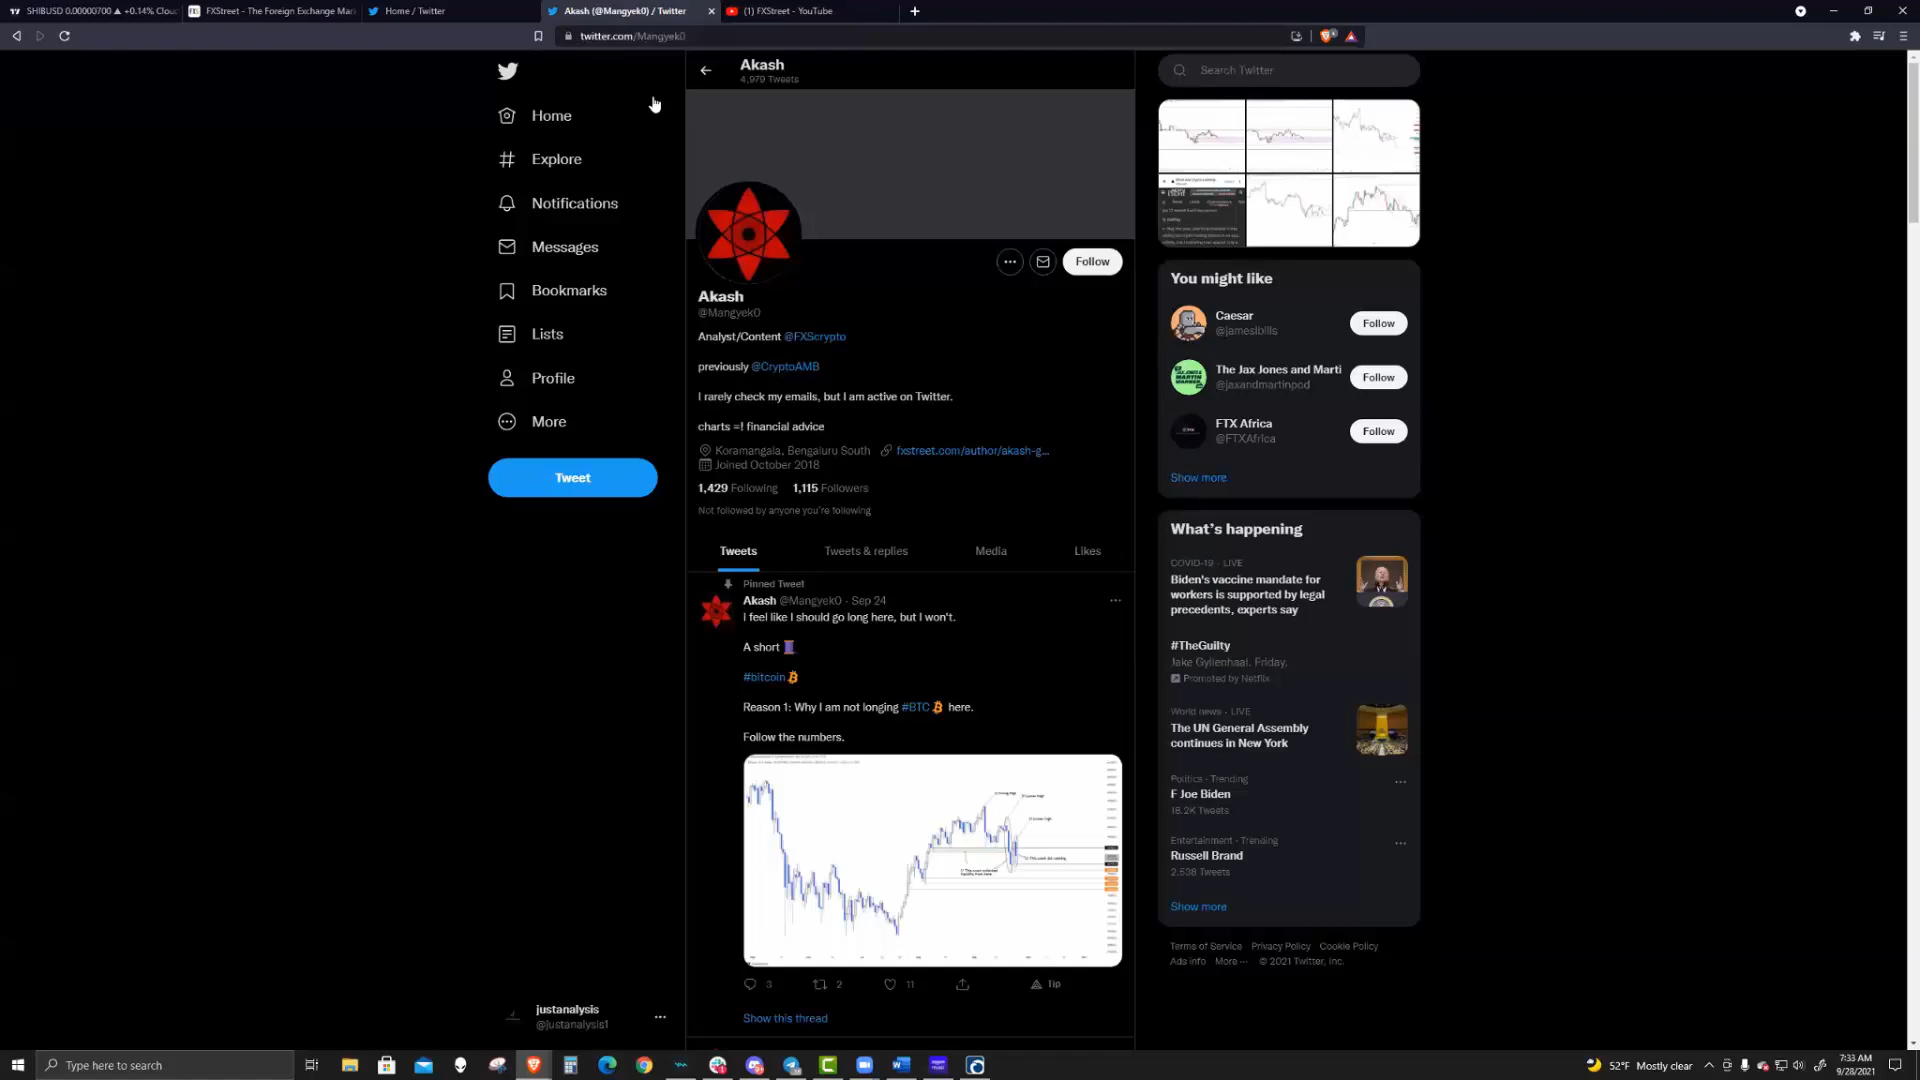 SHIBUSD 0.00000700 ▲ +0.14% Clou
FXStreet - The Foreign Exchange Mar
Home / Twitter
Akash (@Mangyek0) / Twitter
(1) FXStreet - YouTube
twitter.com/Mangyek0
Home
Explore
Notifications
Messages
Bookmarks
Lists
Profile
More
Tweet
justanalysis
@justanalysis1
Akash
4,979 Tweets
Follow
Akash
@Mangyek0
Analyst/Content @FXScrypto
previously @CryptoAMB
I rarely check my emails, but I am active on Twitter.
charts =! financial advice
Koramangala, Bengaluru South fxstreet.com/author/akash-g...
Joined October 2018
1,429 Following 1,115 Followers
Not followed by anyone you're following
Tweets Tweets & replies Media Likes
Pinned Tweet
Akash @Mangyek0 · Sep 24
I feel like I should go long here, but I won't.
A short
#bitcoin
Reason 1: Why I am not longing #BTC here.
Follow the numbers.
3 2 11 Tip
Show this thread
Search Twitter
You might like
Caesar
@jameslbills
Follow
The Jax Jones and Marti
@jaxandmartinpod
Follow
FTX Africa
@FTXAfrica
Follow
Show more
What's happening
COVID-19 · LIVE
Biden's vaccine mandate for
workers is supported by legal
precedents, experts say
#TheGuilty
Jake Gyllenhaal. Friday.
Promoted by Netflix
World news · LIVE
The UN General Assembly
continues in New York
Politics · Trending
F Joe Biden
18.2K Tweets
Entertainment · Trending
Russell Brand
2,538 Tweets
Show more
Terms of Service Privacy Policy Cookie Policy
Ads info More ··· © 2021 Twitter, Inc.
Type here to search
52°F Mostly clear
7:33 AM
9/28/2021